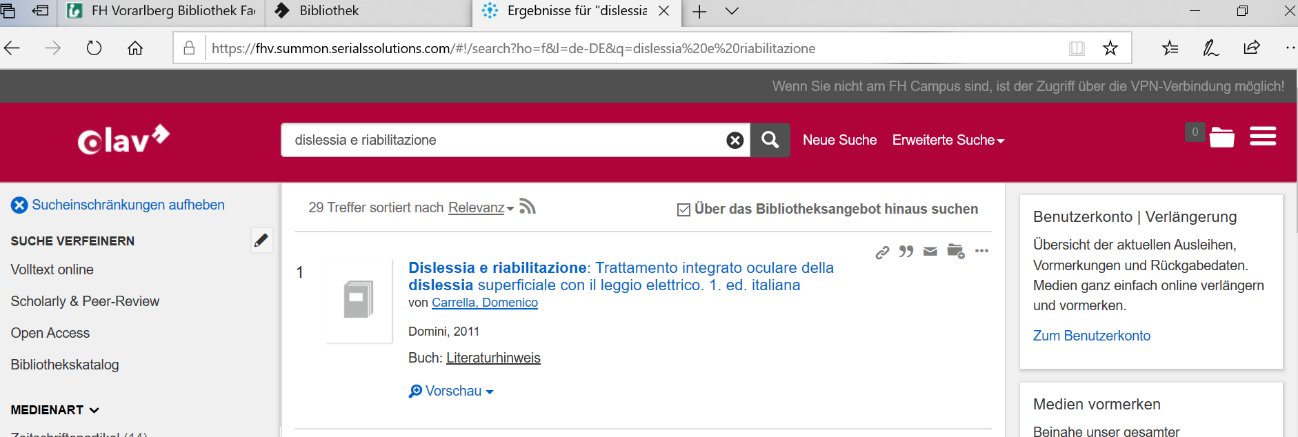 FH Vorarlberg Bibliothek Fac
Bibliothek
Ergebnisse für "dislessia
https://fhv.summon.serialssolutions.com/#!/search?ho=f&l=de-DE&q=dislessia%20e%20riabilitazione
Wenn Sie nicht am FH Campus sind, ist der Zugriff über die VPN-Verbindung möglich!
olav
dislessia e riabilitazione
Neue Suche
Erweiterte Suche
0
Sucheinschränkungen aufheben
SUCHE VERFEINERN
Volltext online
Scholarly & Peer-Review
Open Access
Bibliothekskatalog
MEDIENART
Zeitschriftenartikel (14)
29 Treffer sortiert nach Relevanz
Über das Bibliotheksangebot hinaus suchen
1
Dislessia e riabilitazione: Trattamento integrato oculare della
dislessia superficiale con il leggio elettrico. 1. ed. italiana
von Carrella, Domenico
Domini, 2011
Buch: Literaturhinweis
Vorschau
Benutzerkonto | Verlängerung
Übersicht der aktuellen Ausleihen,
Vormerkungen und Rückgabedaten.
Medien ganz einfach online verlängern
und vormerken.
Zum Benutzerkonto
Medien vormerken
Beinahe unser gesamter